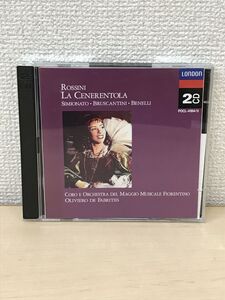 ROSSINI
LA CENERENTOLA
SIMIONATO · BRUSCANTINI · BENELLI
LONDON
2CD
CORO E ORCHESTRA DEL MAGGIO MUSICALE FIORENTINO
OLIVIERO DE FABRITIIS